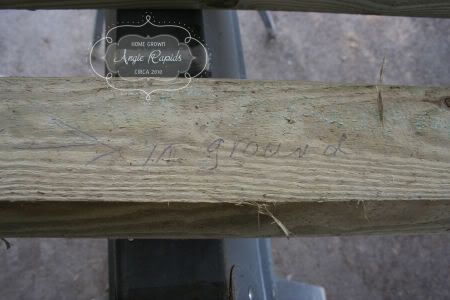 HOME GROWN
Angie Rapids
CIRCA 2010
In ground